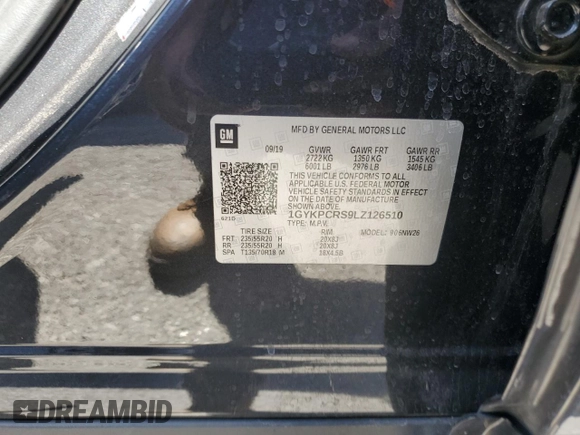 GM
MFD BY GENERAL MOTORS LLC
09/19 GVWR GAWR FRT GAWR RR
2722 KG 1350 KG 1545 KG
6001 LB 2976 LB 3406 LB
THIS VEHICLE CONFORMS TO ALL
APPLICABLE U.S. FEDERAL MOTOR
VEHICLE SAFETY STANDARDS IN EFFECT
ON THE DATE OF MANUFACTURE
SHOWN ABOVE.
1GYKPCRS9LZ126510
TYPE: M.P.V.
TIRE SIZE RIM
FRT 235/55R20 H 20X8J
RR 235/55R20 H 20X8J
SPA T135/70R18 M 18X4.5B
DREAMBID